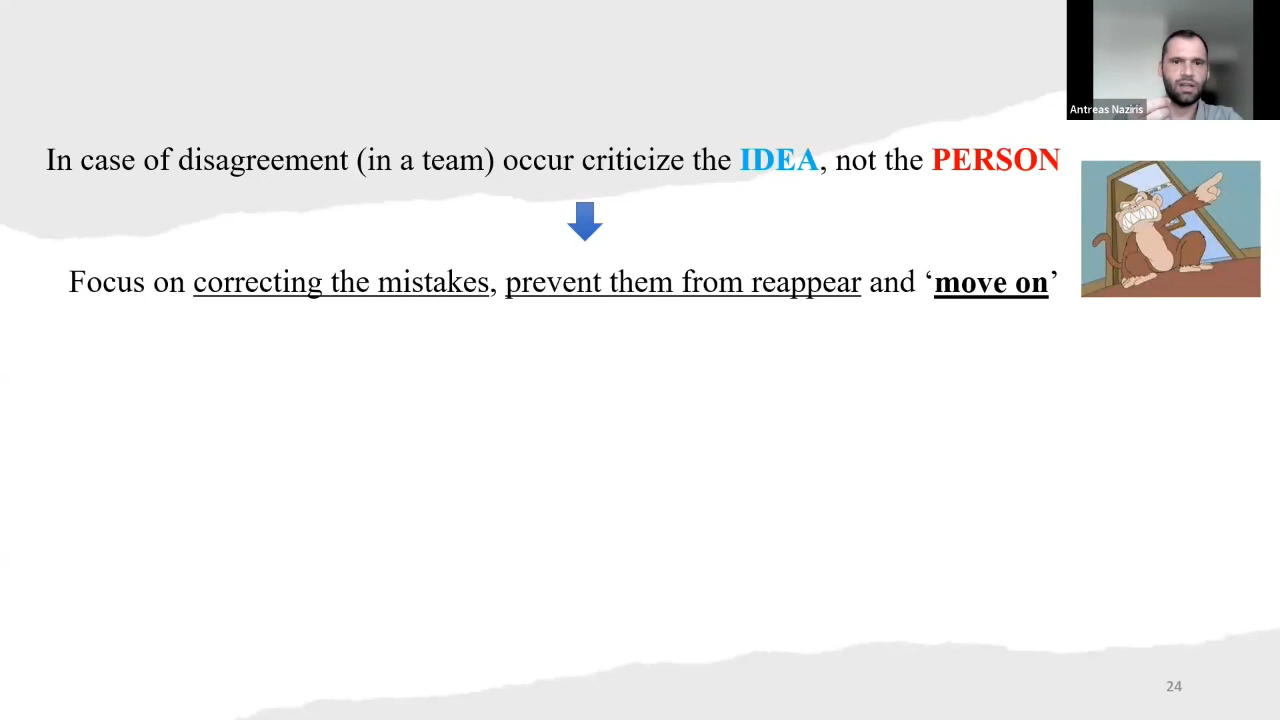 Antreas Naziris
In case of disagreement (in a team) occur criticize the IDEA, not the PERSON
Focus on correcting the mistakes, prevent them from reappear and ‘move on’
24